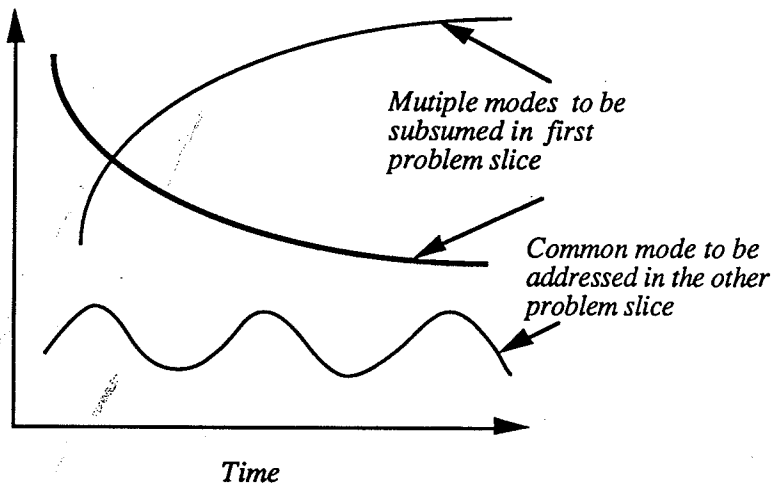 Mutiple modes to be
subsumed in first
problem slice
Common mode to be
addressed in the other
problem slice
Time